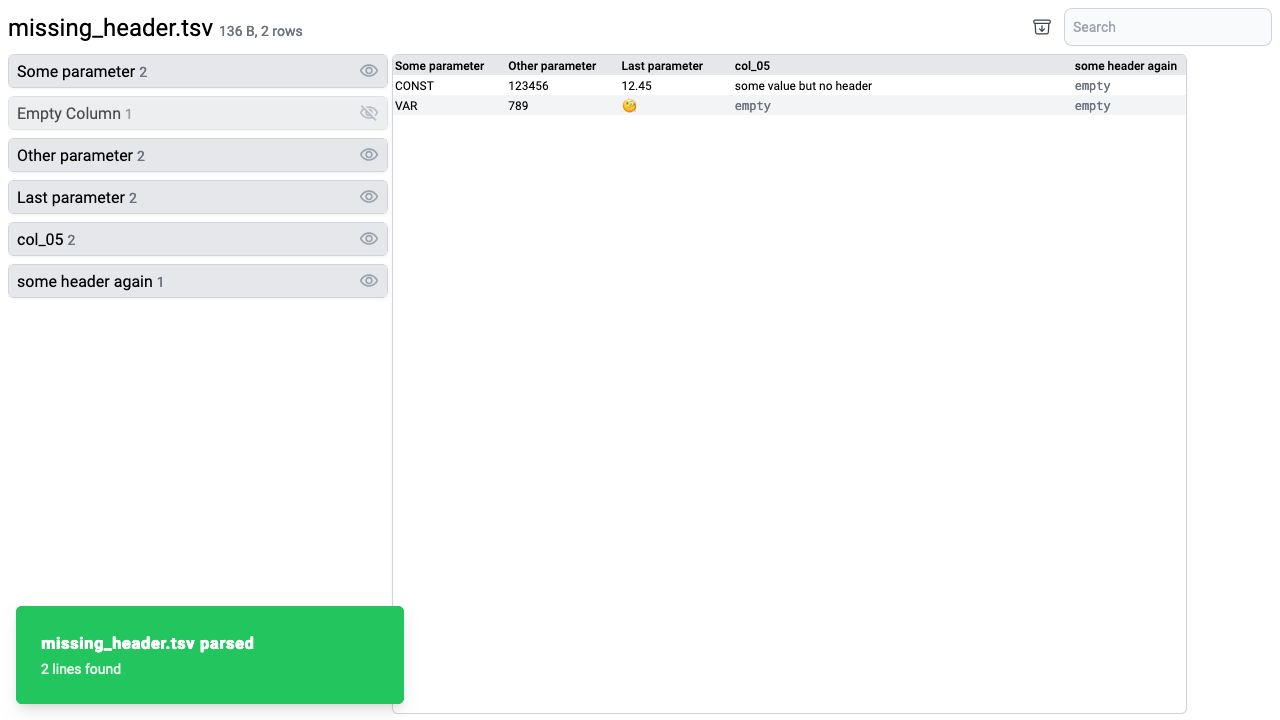 missing_header.tsv 136 B, 2 rows
Search
Some parameter 2
Empty Column 1
Other parameter 2
Last parameter 2
col_05 2
some header again 1
Some parameter Other parameter Last parameter col_05 some header again
CONST 123456 12.45 some value but no header empty
VAR 789 🧐 empty empty
missing_header.tsv parsed
2 lines found